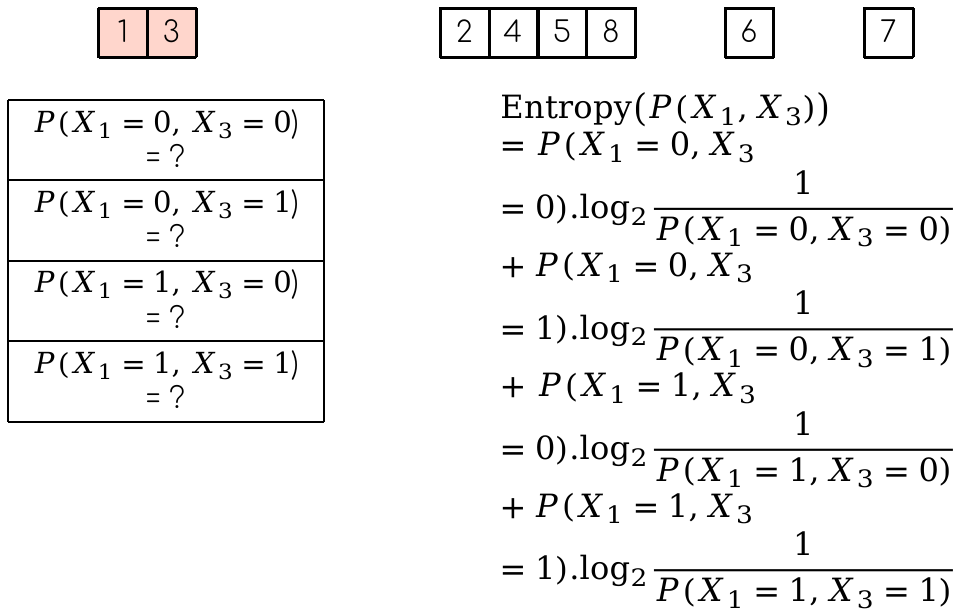 1 3 2 4 5 8 6 7
P(X₁ = 0, X₃ = 0)
= ?
P(X₁ = 0, X₃ = 1)
= ?
P(X₁ = 1, X₃ = 0)
= ?
P(X₁ = 1, X₃ = 1)
= ?
Entropy(P(X₁, X₃))
= P(X₁ = 0, X₃
= 0).log₂ 1/P(X₁ = 0, X₃ = 0)
+ P(X₁ = 0, X₃
= 1).log₂ 1/P(X₁ = 0, X₃ = 1)
+ P(X₁ = 1, X₃
= 0).log₂ 1/P(X₁ = 1, X₃ = 0)
+ P(X₁ = 1, X₃
= 1).log₂ 1/P(X₁ = 1, X₃ = 1)